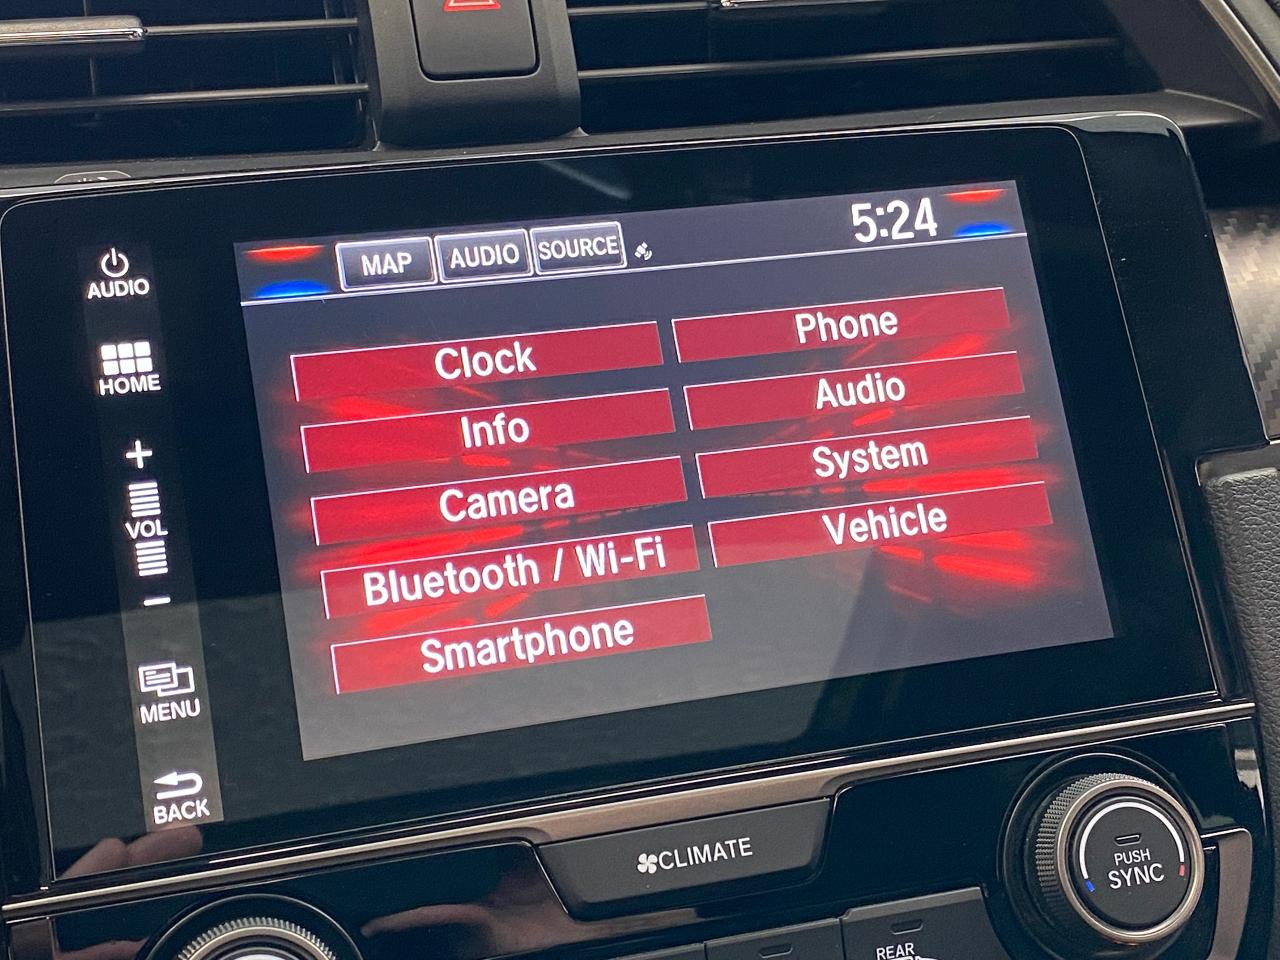 MAP AUDIO SOURCE 5:24
AUDIO
HOME
+
VOL
-
MENU
BACK
Clock
Info
Camera
Bluetooth / Wi-Fi
Smartphone
Phone
Audio
System
Vehicle
CLIMATE
PUSH
SYNC
REAR